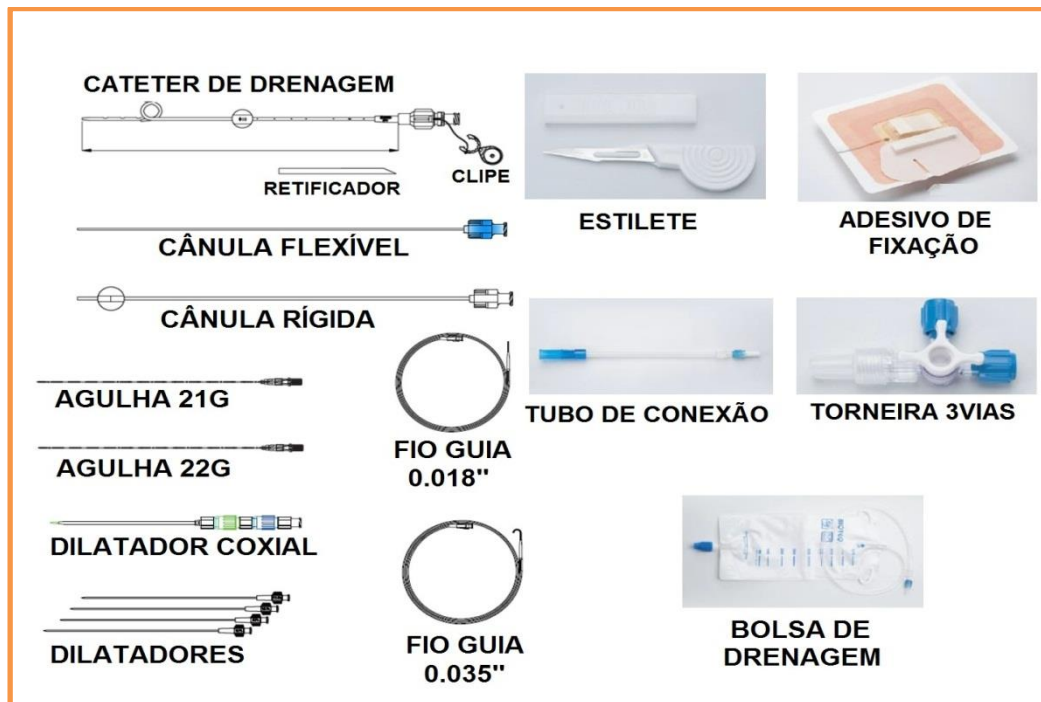 CATETER DE DRENAGEM
RETIFICADOR
CLIPE
CÂNULA FLEXÍVEL
CÂNULA RÍGIDA
AGULHA 21G
AGULHA 22G
DILATADOR COXIAL
DILATADORES
FIO GUIA
0.018"
FIO GUIA
0.035"
ESTILETE
ADESIVO DE
FIXAÇÃO
TUBO DE CONEXÃO
TORNEIRA 3VIAS
BOLSA DE
DRENAGEM